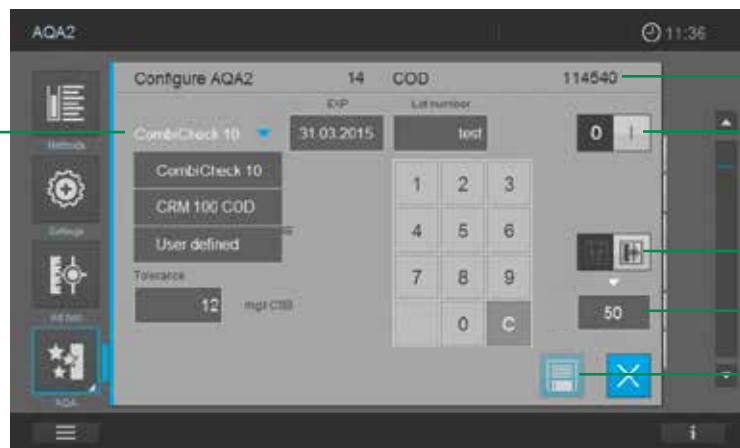 AQA2 11:36
Configure AQA2 14 COD 114540
EXP Lot number
CombiCheck 10 31.03.2015 test 0 I
Methods
CombiCheck 10
CRM 100 COD
User defined
1 2 3
4 5 6
7 8 9
0 C
Settings
Tolerance
12 mg/l CSB
50
AQA
i